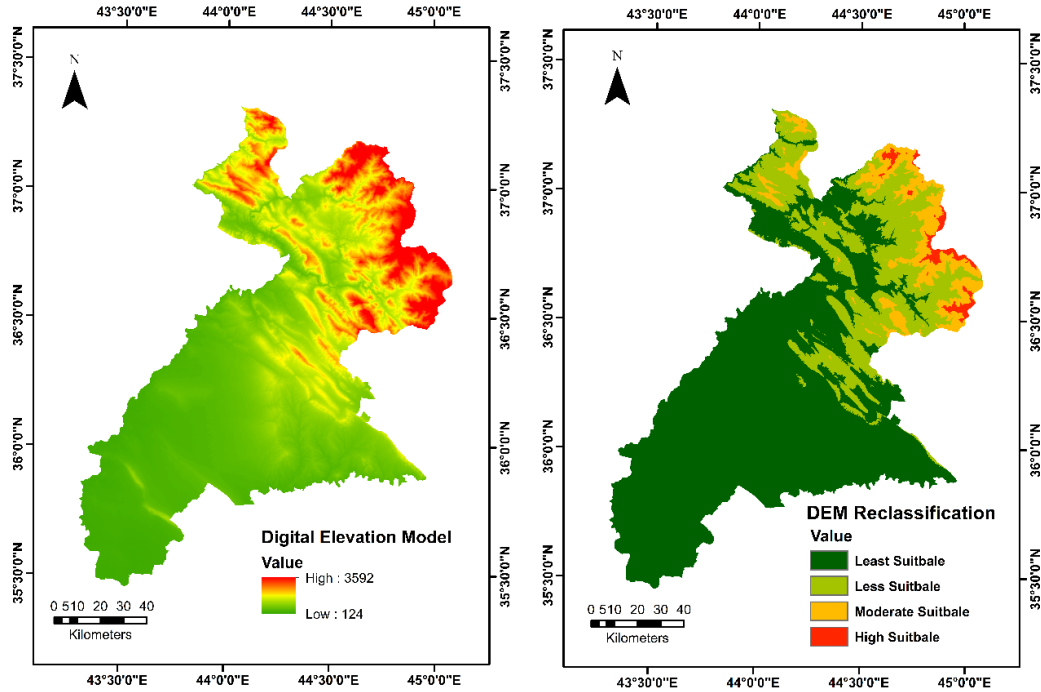 43°30'0"E 44°0'0"E 44°30'0"E 45°0'0"E
37°30'0"N
37°0'0"N
36°30'0"N
36°0'0"N
35°30'0"N
N
37°30'0"N
37°0'0"N
36°30'0"N
36°0'0"N
35°30'0"N
Digital Elevation Model
Value
High : 3592
Low : 124
0 5 10 20 30 40
Kilometers
43°30'0"E 44°0'0"E 44°30'0"E 45°0'0"E
43°30'0"E 44°0'0"E 44°30'0"E 45°0'0"E
37°30'0"N
37°0'0"N
36°30'0"N
36°0'0"N
35°30'0"N
N
37°30'0"N
37°0'0"N
36°30'0"N
36°0'0"N
35°30'0"N
DEM Reclassification
Value
Least Suitbale
Less Suitbale
Moderate Suitbale
High Suitbale
0 5 10 20 30 40
Kilometers
43°30'0"E 44°0'0"E 44°30'0"E 45°0'0"E